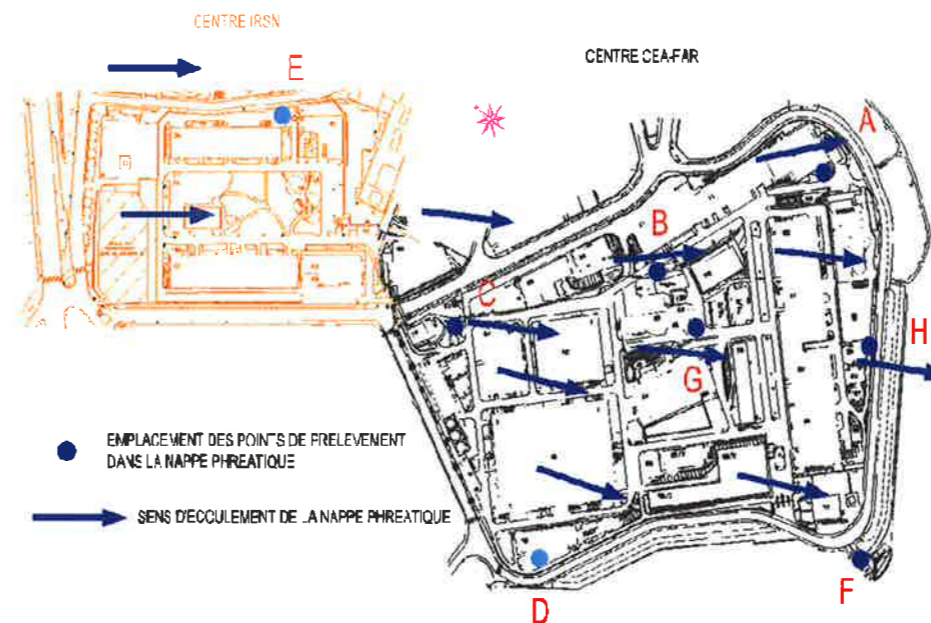 CENTRE IRSN
CENTRE CEA-FAR
E
A
B
C
H
G
EMPLACEMENT DES POINTS DE PRELEVEMENT
DANS LA NAPPE PHREATIQUE
SENS D'ECOULEMENT DE LA NAPPE PHREATIQUE
D
F